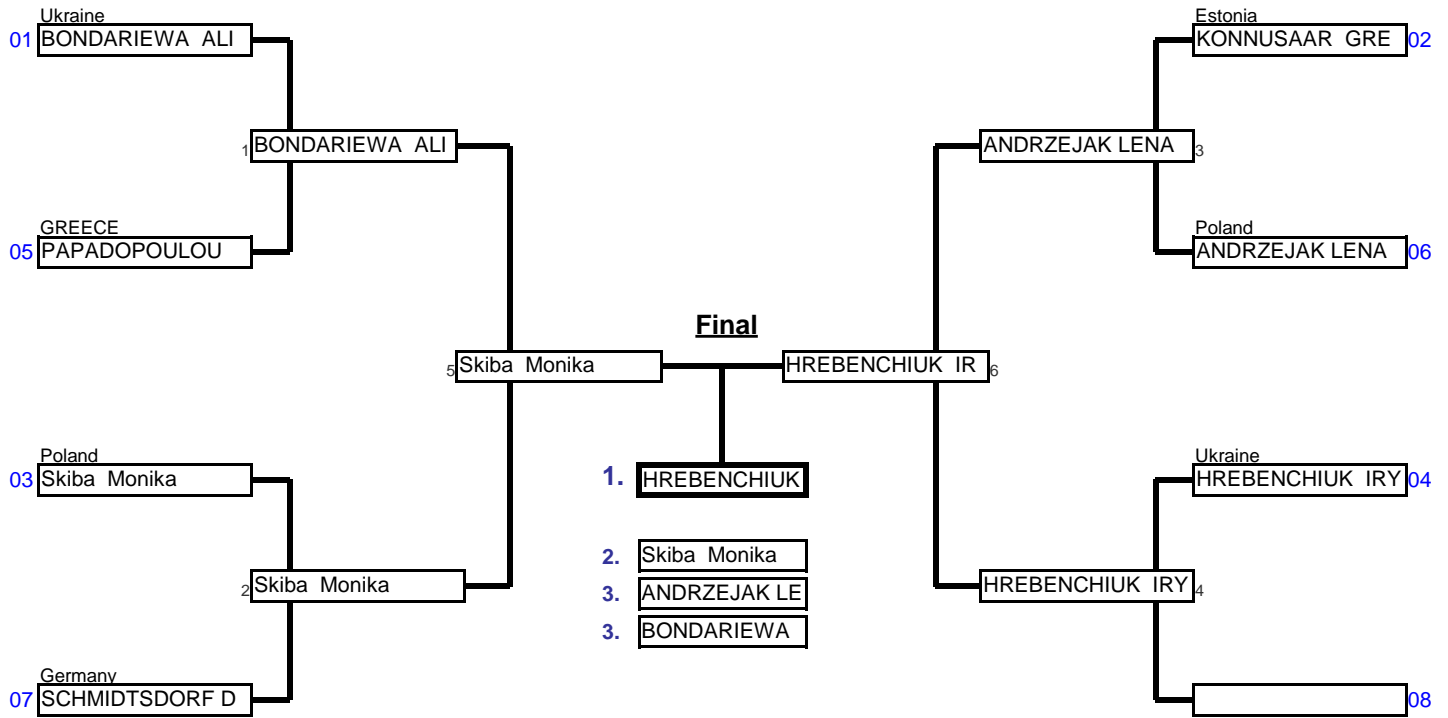 Ukraine
01 BONDARIEWA ALI
Estonia
KONNUSAAR GRE 02
1 BONDARIEWA ALI
ANDRZEJAK LENA 3
GREECE
05 PAPADOPOULOU
Poland
ANDRZEJAK LENA 06
Final
5 Skiba Monika
HREBENCHIUK IR 6
Poland
03 Skiba Monika
1. HREBENCHIUK
Ukraine
HREBENCHIUK IRY 04
2. Skiba Monika
3. ANDRZEJAK LE
3. BONDARIEWA
2 Skiba Monika
HREBENCHIUK IRY 4
Germany
07 SCHMIDTSDORF D
08